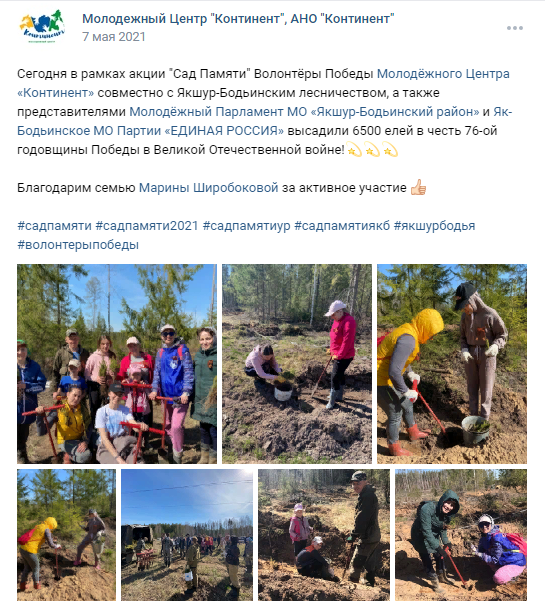 Молодежный Центр "Континент", АНО "Континент"
7 мая 2021
Сегодня в рамках акции "Сад Памяти" Волонтёры Победы Молодёжного Центра
«Континент» совместно с Якшур-Бодьинским лесничеством, а также
представителями Молодёжный Парламент МО «Якшур-Бодьинский район» и Як-
Бодьинское МО Партии «ЕДИНАЯ РОССИЯ» высадили 6500 елей в честь 76-ой
годовщины Победы в Великой Отечественной войне!💫💫💫
Благодарим семью Марины Широбоковой за активное участие 👍🏼
#садпамяти #садпамяти2021 #садпамятиур #садпамятиякб #якшурбодья
#волонтерыпобеды